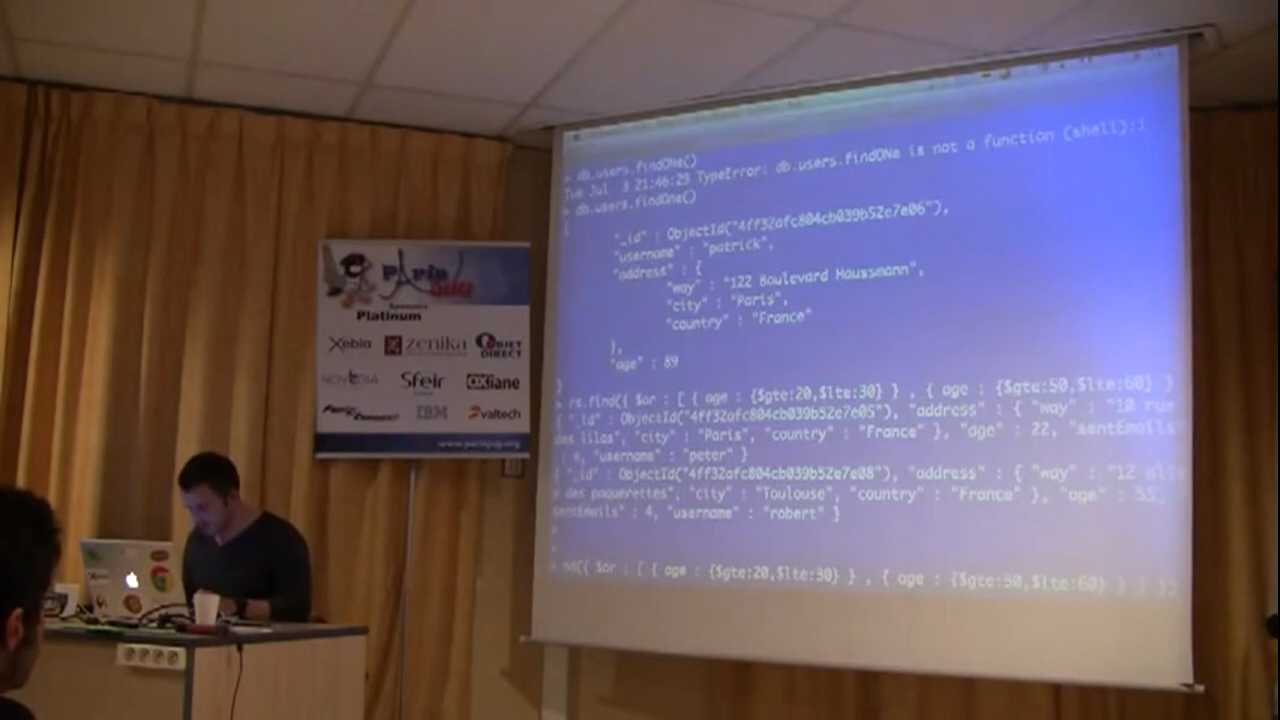 > db.users.findONe()
Tue Jul 3 21:46:29 TypeError: db.users.findONe is not a function (shell):1
> db.users.findOne()
{
"_id" : ObjectId("4ff32afc804cb039b52e7e06"),
"username" : "patrick",
"address" : {
"way" : "122 Boulevard Haussmann",
"city" : "Paris",
"country" : "France"
},
"age" : 89
}
> rs.find({ $or : [ { age : {$gte:20,$lte:30} } , { age : {$gte:50,$lte:60} }
{ "_id" : ObjectId("4ff32afc804cb039b52e7e05"), "address" : { "way" : "10 rue
des lilas", "city" : "Paris", "country" : "France" }, "age" : 22, "sentEmails"
"username" : "peter" }
{ "_id" : ObjectId("4ff32afc804cb039b52e7e08"), "address" : { "way" : "12
des paquerettes", "city" : "Toulouse", "country" : "France" }, "age" : 55,
sentEmails" : 4, "username" : "robert" }
>
>
> nd({ $or : [ { age : {$gte:20,$lte:30} } , { age : {$gte:50,$lte:60} } ] })
Paris
JUG
Sponsors
Platinum
Xebia zenika OBJET DIRECT
NOVEDIA Sfeir OXiane
IBM valtech
www.parisjug.org